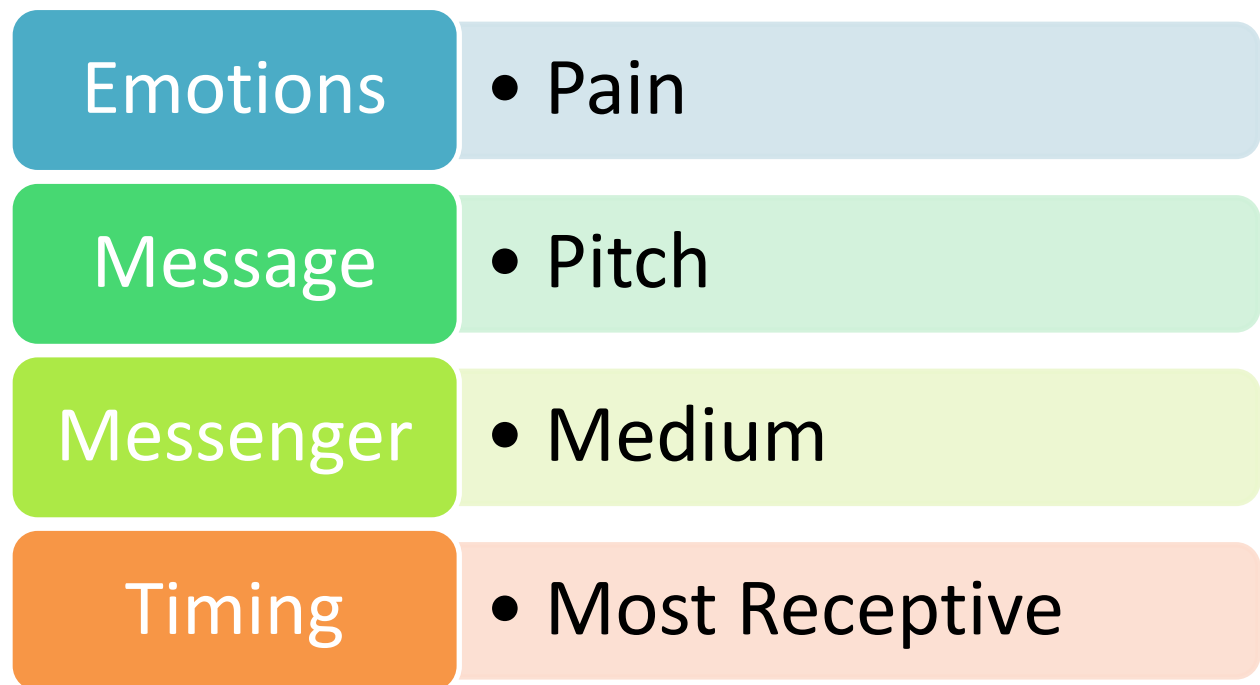 Emotions • Pain
Message • Pitch
Messenger • Medium
Timing • Most Receptive